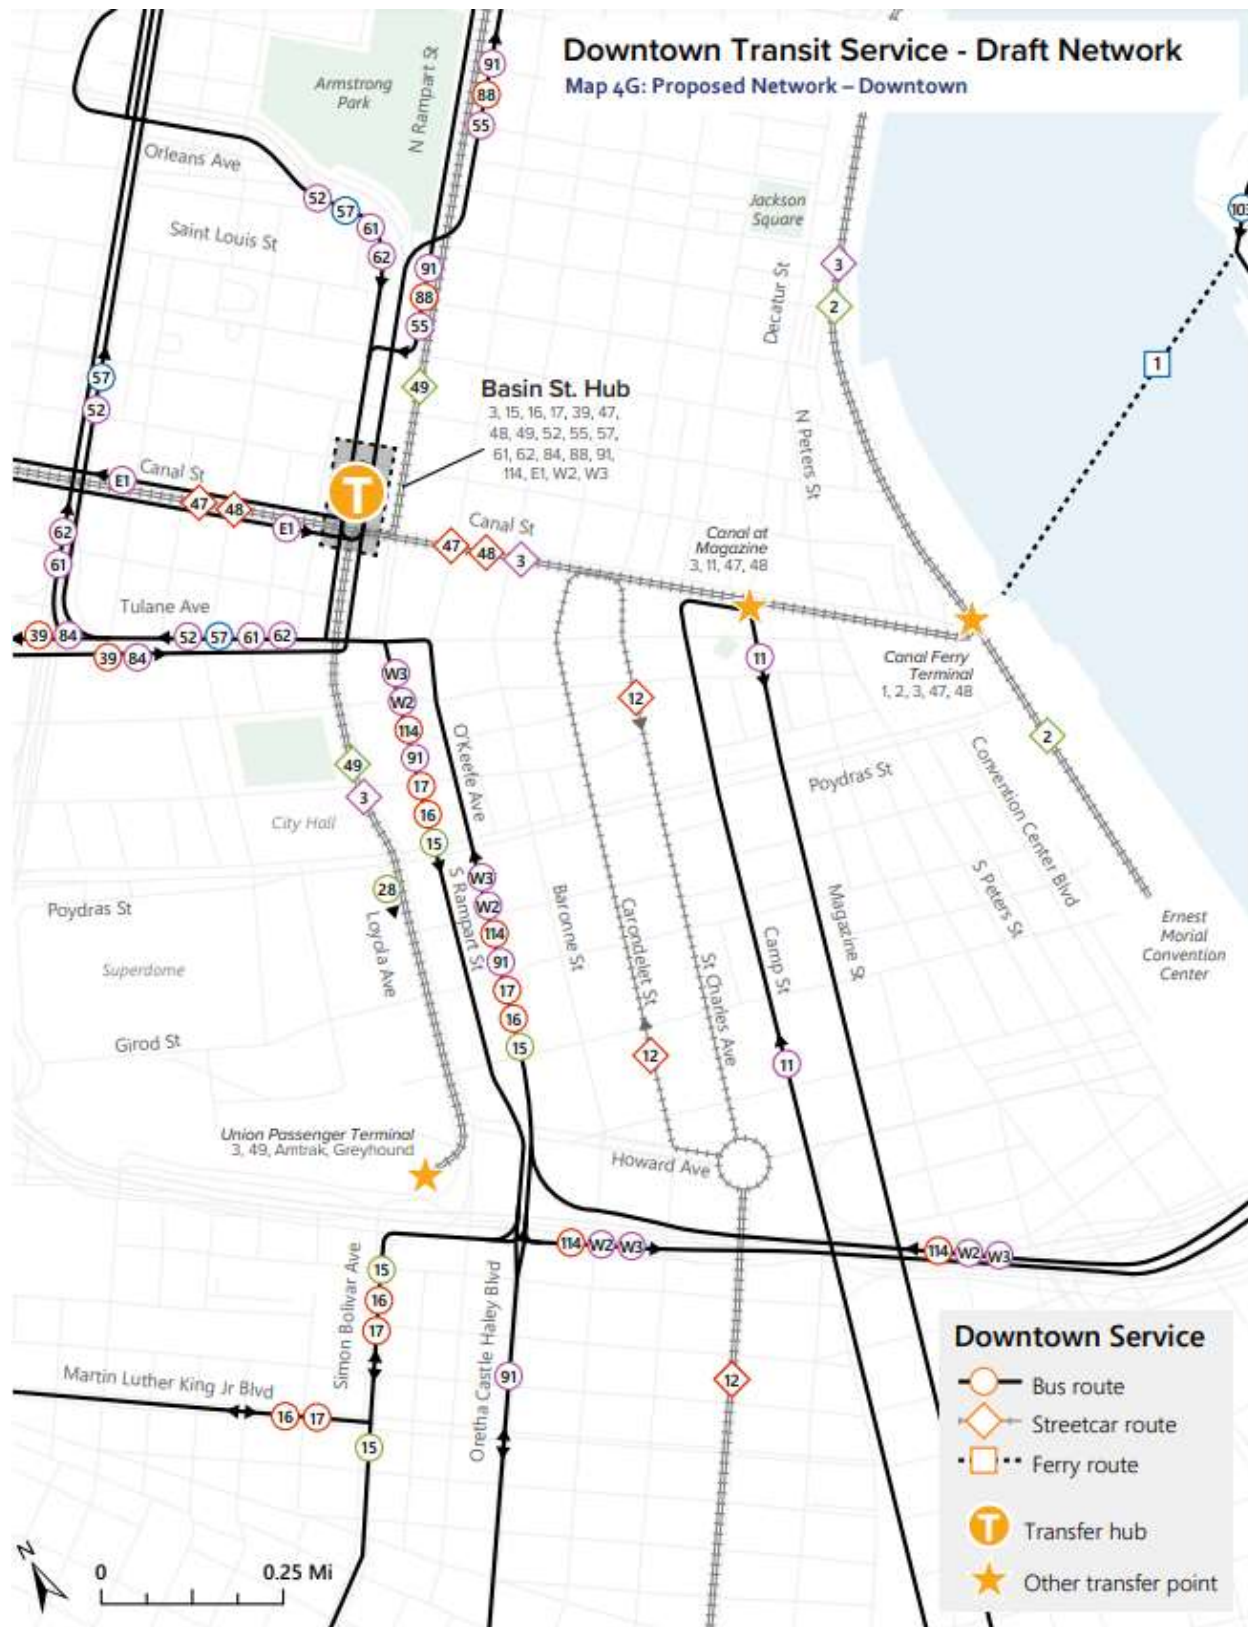 Downtown Transit Service - Draft Network
Map 4G: Proposed Network – Downtown
Armstrong
Park
N Rampart St
91
88
55
Orleans Ave
52
57
61
62
Saint Louis St
Jackson
Square
103
3
2
Decatur St
91
88
55
49
1
57
52
Basin St. Hub
3, 15, 16, 17, 39, 47,
48, 49, 52, 55, 57,
61, 62, 84, 88, 91,
114, E1, W2, W3
N Peters St
Canal St
E1
47
48
E1
T
Canal St
47
48
3
Canal at
Magazine
3, 11, 47, 48
62
61
Tulane Ave
39
84
52
57
61
62
39
84
11
Canal Ferry
Terminal
1, 2, 3, 47, 48
W3
W2
114
91
17
16
15
12
2
O'Keefe Ave
49
3
City Hall
Poydras St
Convention Center Blvd
28
S Rampart St
W3
W2
114
91
17
16
15
Poydras St
Loyola Ave
Baronne St
Carondelet St
St Charles Ave
Camp St
Magazine St
S Peters St
Ernest
Morial
Convention
Center
Superdome
Girod St
12
11
Union Passenger Terminal
3, 49, Amtrak, Greyhound
Howard Ave
114
W2
W3
114
W2
W3
Simon Bolivar Ave
15
16
17
Oretha Castle Haley Blvd
91
12
Martin Luther King Jr Blvd
16
17
15
Downtown Service
Bus route
Streetcar route
Ferry route
T
Transfer hub
Other transfer point
N
0
0.25 Mi